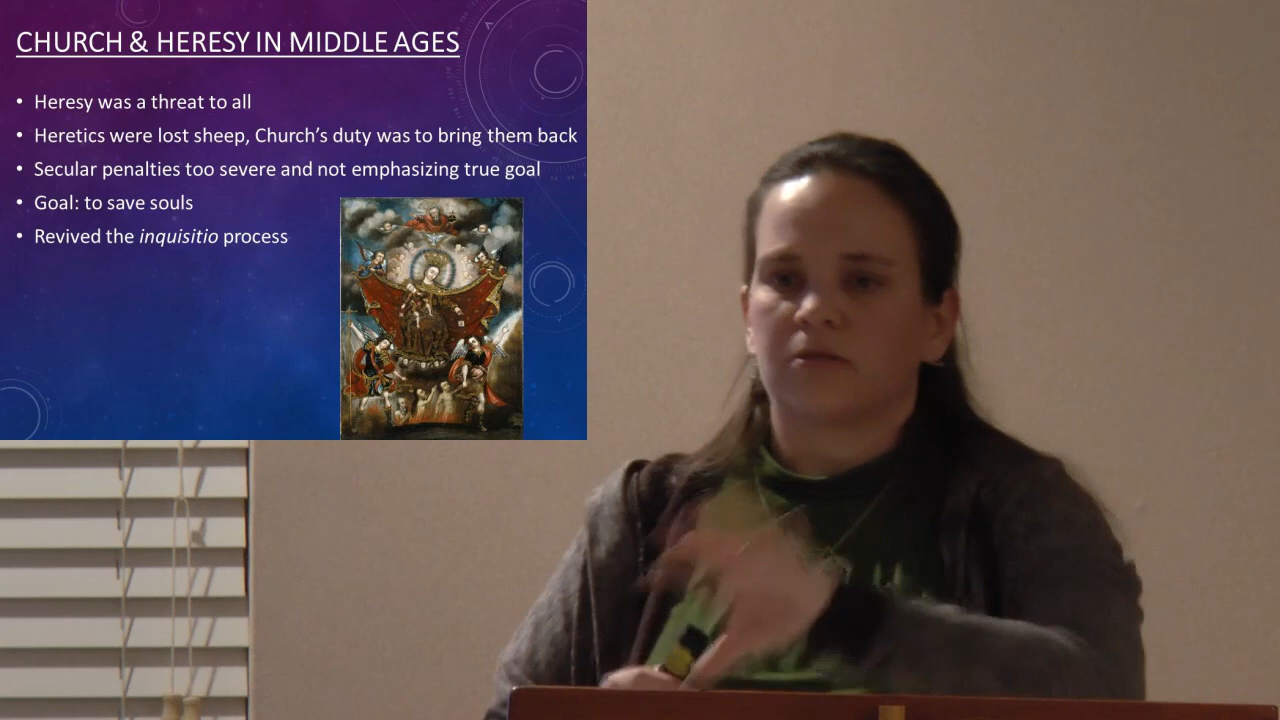 CHURCH & HERESY IN MIDDLE AGES
• Heresy was a threat to all
• Heretics were lost sheep, Church's duty was to bring them back
• Secular penalties too severe and not emphasizing true goal
• Goal: to save souls
• Revived the inquisitio process